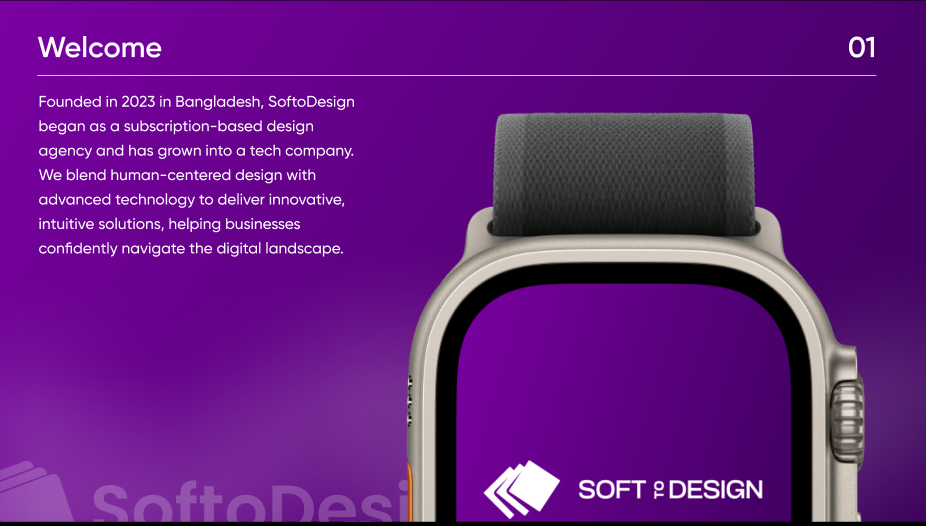 Welcome
01
Founded in 2023 in Bangladesh, SoftoDesign
began as a subscription-based design
agency and has grown into a tech company.
We blend human-centered design with
advanced technology to deliver innovative,
intuitive solutions, helping businesses
confidently navigate the digital landscape.
SoftoDesi
SOFT TO DESIGN